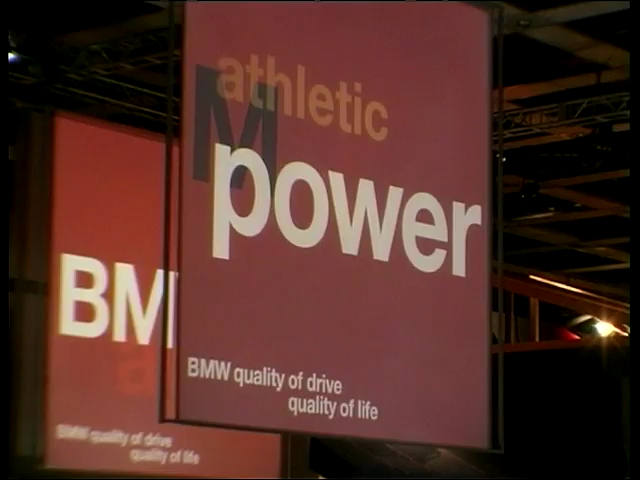 athletic
M
power
BMW quality of drive
quality of life
BM
BMW quality of drive
quality of life